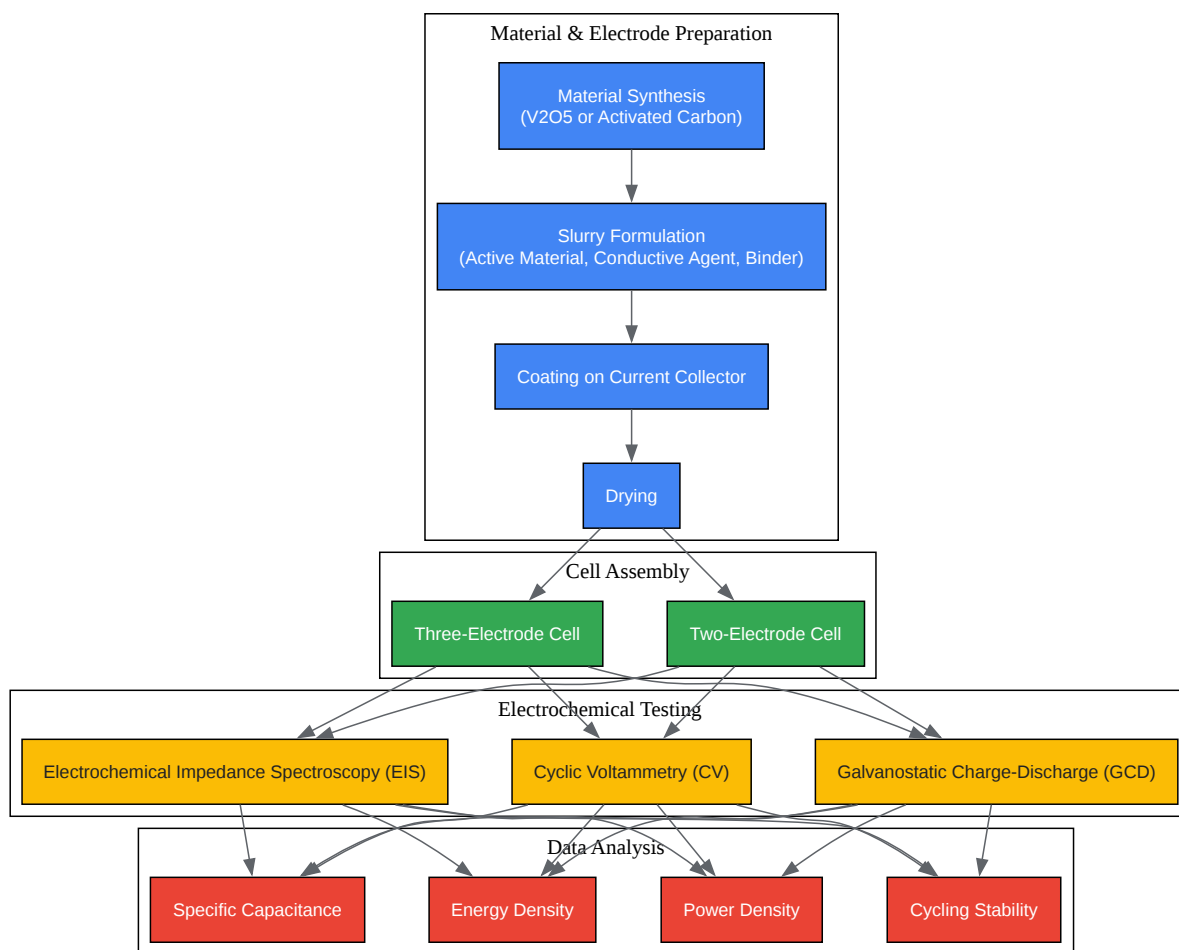 Material & Electrode Preparation
Material Synthesis
(V2O5 or Activated Carbon)
Slurry Formulation
(Active Material, Conductive Agent, Binder)
Coating on Current Collector
Drying
Cell Assembly
Three-Electrode Cell
Two-Electrode Cell
Electrochemical Testing
Electrochemical Impedance Spectroscopy (EIS)
Cyclic Voltammetry (CV)
Galvanostatic Charge-Discharge (GCD)
Data Analysis
Specific Capacitance
Energy Density
Power Density
Cycling Stability